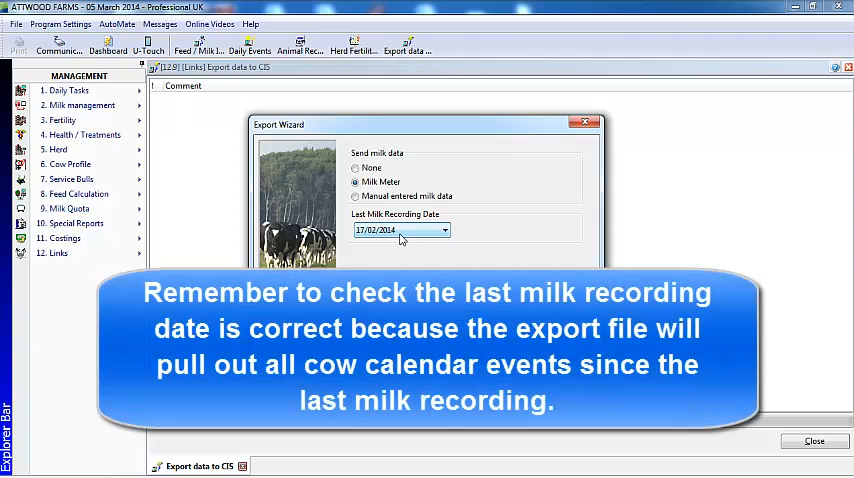 ATTWOOD FARMS - 05 March 2014 - Professional UK
File Program Settings AutoMate Messages Online Videos Help
Print Communic... Dashboard U-Touch Feed / Milk I... Daily Events Animal Rec... Herd Fertilit... Export data ...
MANAGEMENT
1. Daily Tasks
2. Milk management
3. Fertility
4. Health / Treatments
5. Herd
6. Cow Profile
7. Service Bulls
8. Feed Calculation
9. Milk Quota
10. Special Reports
11. Costings
12. Links
Explorer Bar
[12.9] [Links] Export data to CIS
! Comment
Export Wizard
Send milk data
None
Milk Meter
Manual entered milk data
Last Milk Recording Date
17/02/2014
Remember to check the last milk recording
date is correct because the export file will
pull out all cow calendar events since the
last milk recording.
Close
Export data to CIS